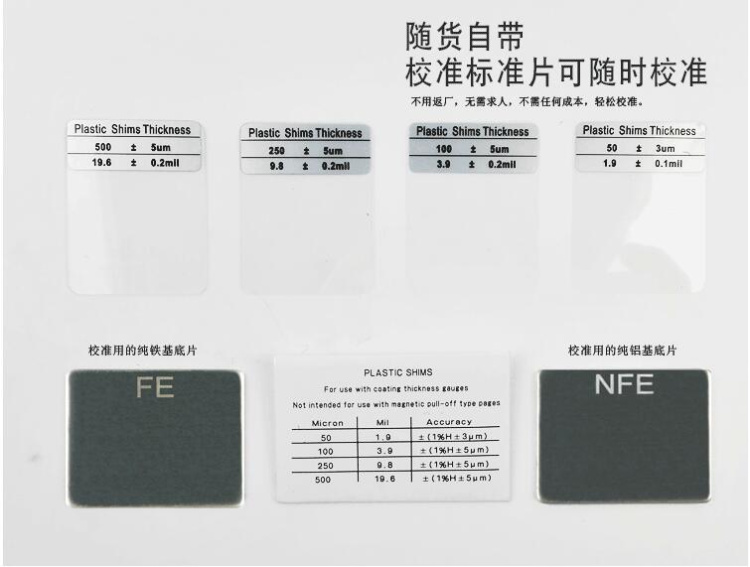 随货自带
校准标准片可随时校准
不用返厂，无需求人，不需任何成本，轻松校准。
Plastic Shims Thickness
500 ± 5um
19.6 ± 0.2mil
Plastic Shims Thickness
250 ± 5um
9.8 ± 0.2mil
Plastic Shims Thickness
100 ± 5um
3.9 ± 0.2mil
Plastic Shims Thickness
50 ± 3um
1.9 ± 0.1mil
校准用的纯铁基底片
FE
PLASTIC SHIMS
For use with coating thickness gauges
Not intended for use with magnetic pull-off type pages
Micron Mil Accuracy
50 1.9 ±(1%H±3μm)
100 3.9 ±(1%H±5μm)
250 9.8 ±(1%H±5μm)
500 19.6 ±(1%H±5μm)
校准用的纯铝基底片
NFE